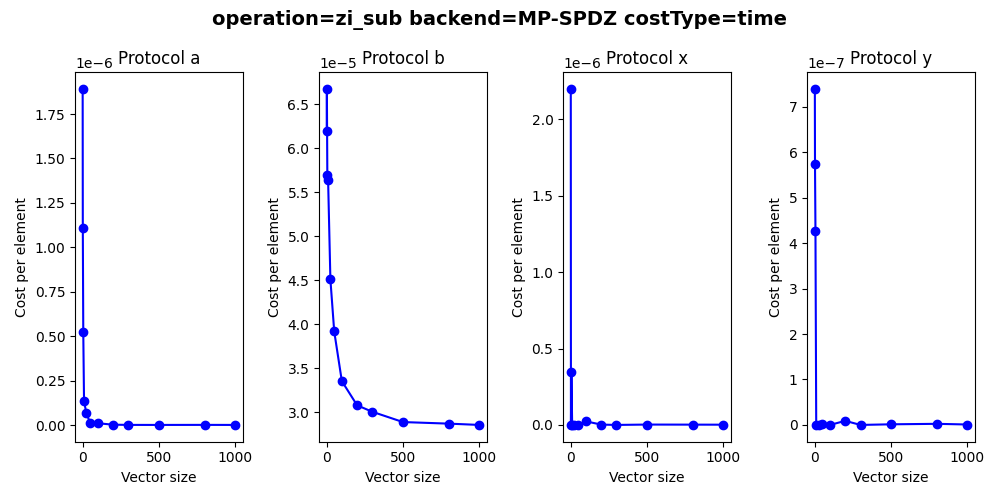 operation=zi_sub backend=MP-SPDZ costType=time
Protocol a
1e−6
1.75
1.50
1.25
1.00
0.75
0.50
0.25
0.00
0
1000
Vector size
Cost per element
Protocol b
1e−5
6.5
6.0
5.5
5.0
4.5
4.0
3.5
3.0
0
1000
Vector size
Cost per element
Protocol x
1e−6
2.0
1.5
1.0
0.5
0.0
0
1000
Vector size
Cost per element
Protocol y
1e−7
7
6
5
4
3
2
1
0
0
1000
Vector size
Cost per element